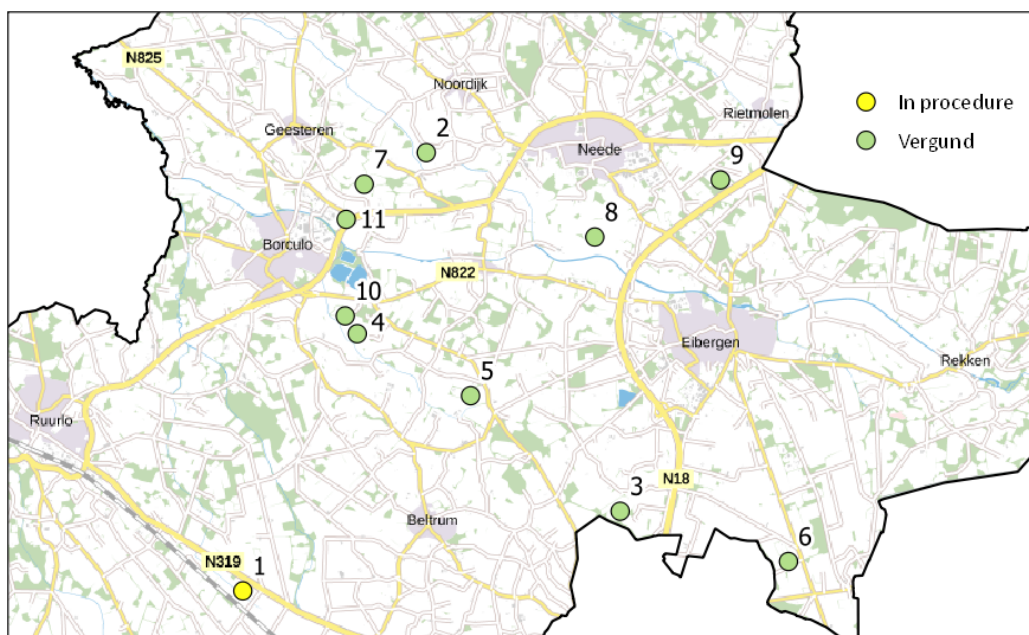 N825
Noordijk
In procedure
Rietmolen
Geesteren
2
Vergund
Neede
7
9
11
8
Borculo
N822
10
4
Eibergen
Rekken
5
Ruurlo
N18
3
Beltrum
6
N319
1